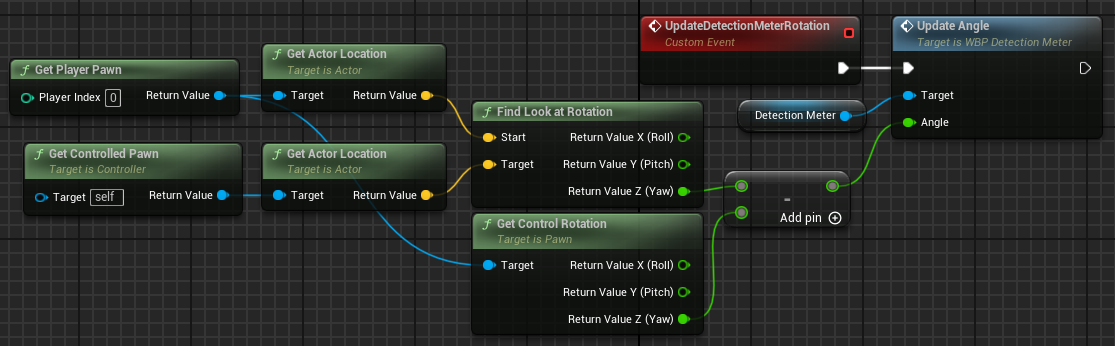 UpdateDetectionMeterRotation
Custom Event
Update Angle
Target is WBP Detection Meter
Target
Angle
Detection Meter
Get Player Pawn
Player Index 0
Return Value
Get Actor Location
Target is Actor
Target
Return Value
Get Controlled Pawn
Target is Controller
Target self
Return Value
Get Actor Location
Target is Actor
Target
Return Value
Find Look at Rotation
Start
Return Value X (Roll)
Target
Return Value Y (Pitch)
Return Value Z (Yaw)
-
Add pin
Get Control Rotation
Target is Pawn
Target
Return Value X (Roll)
Return Value Y (Pitch)
Return Value Z (Yaw)